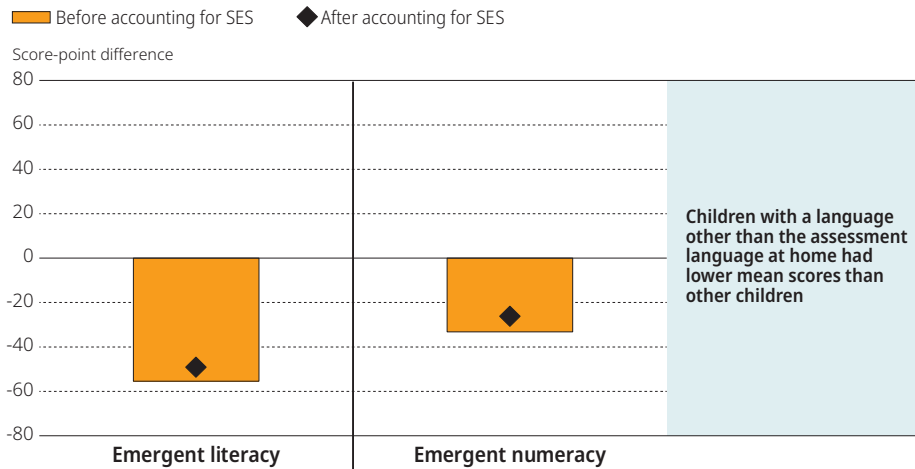 Before accounting for SES
After accounting for SES
Score-point difference
80
60
40
20
0
-20
-40
-60
-80
Children with a language
other than the assessment
language at home had
lower mean scores than
other children
Emergent literacy
Emergent numeracy